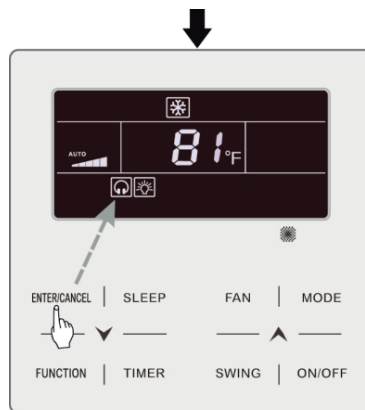 81°F
AUTO
ENTER/CANCEL SLEEP FAN MODE
FUNCTION TIMER SWING ON/OFF